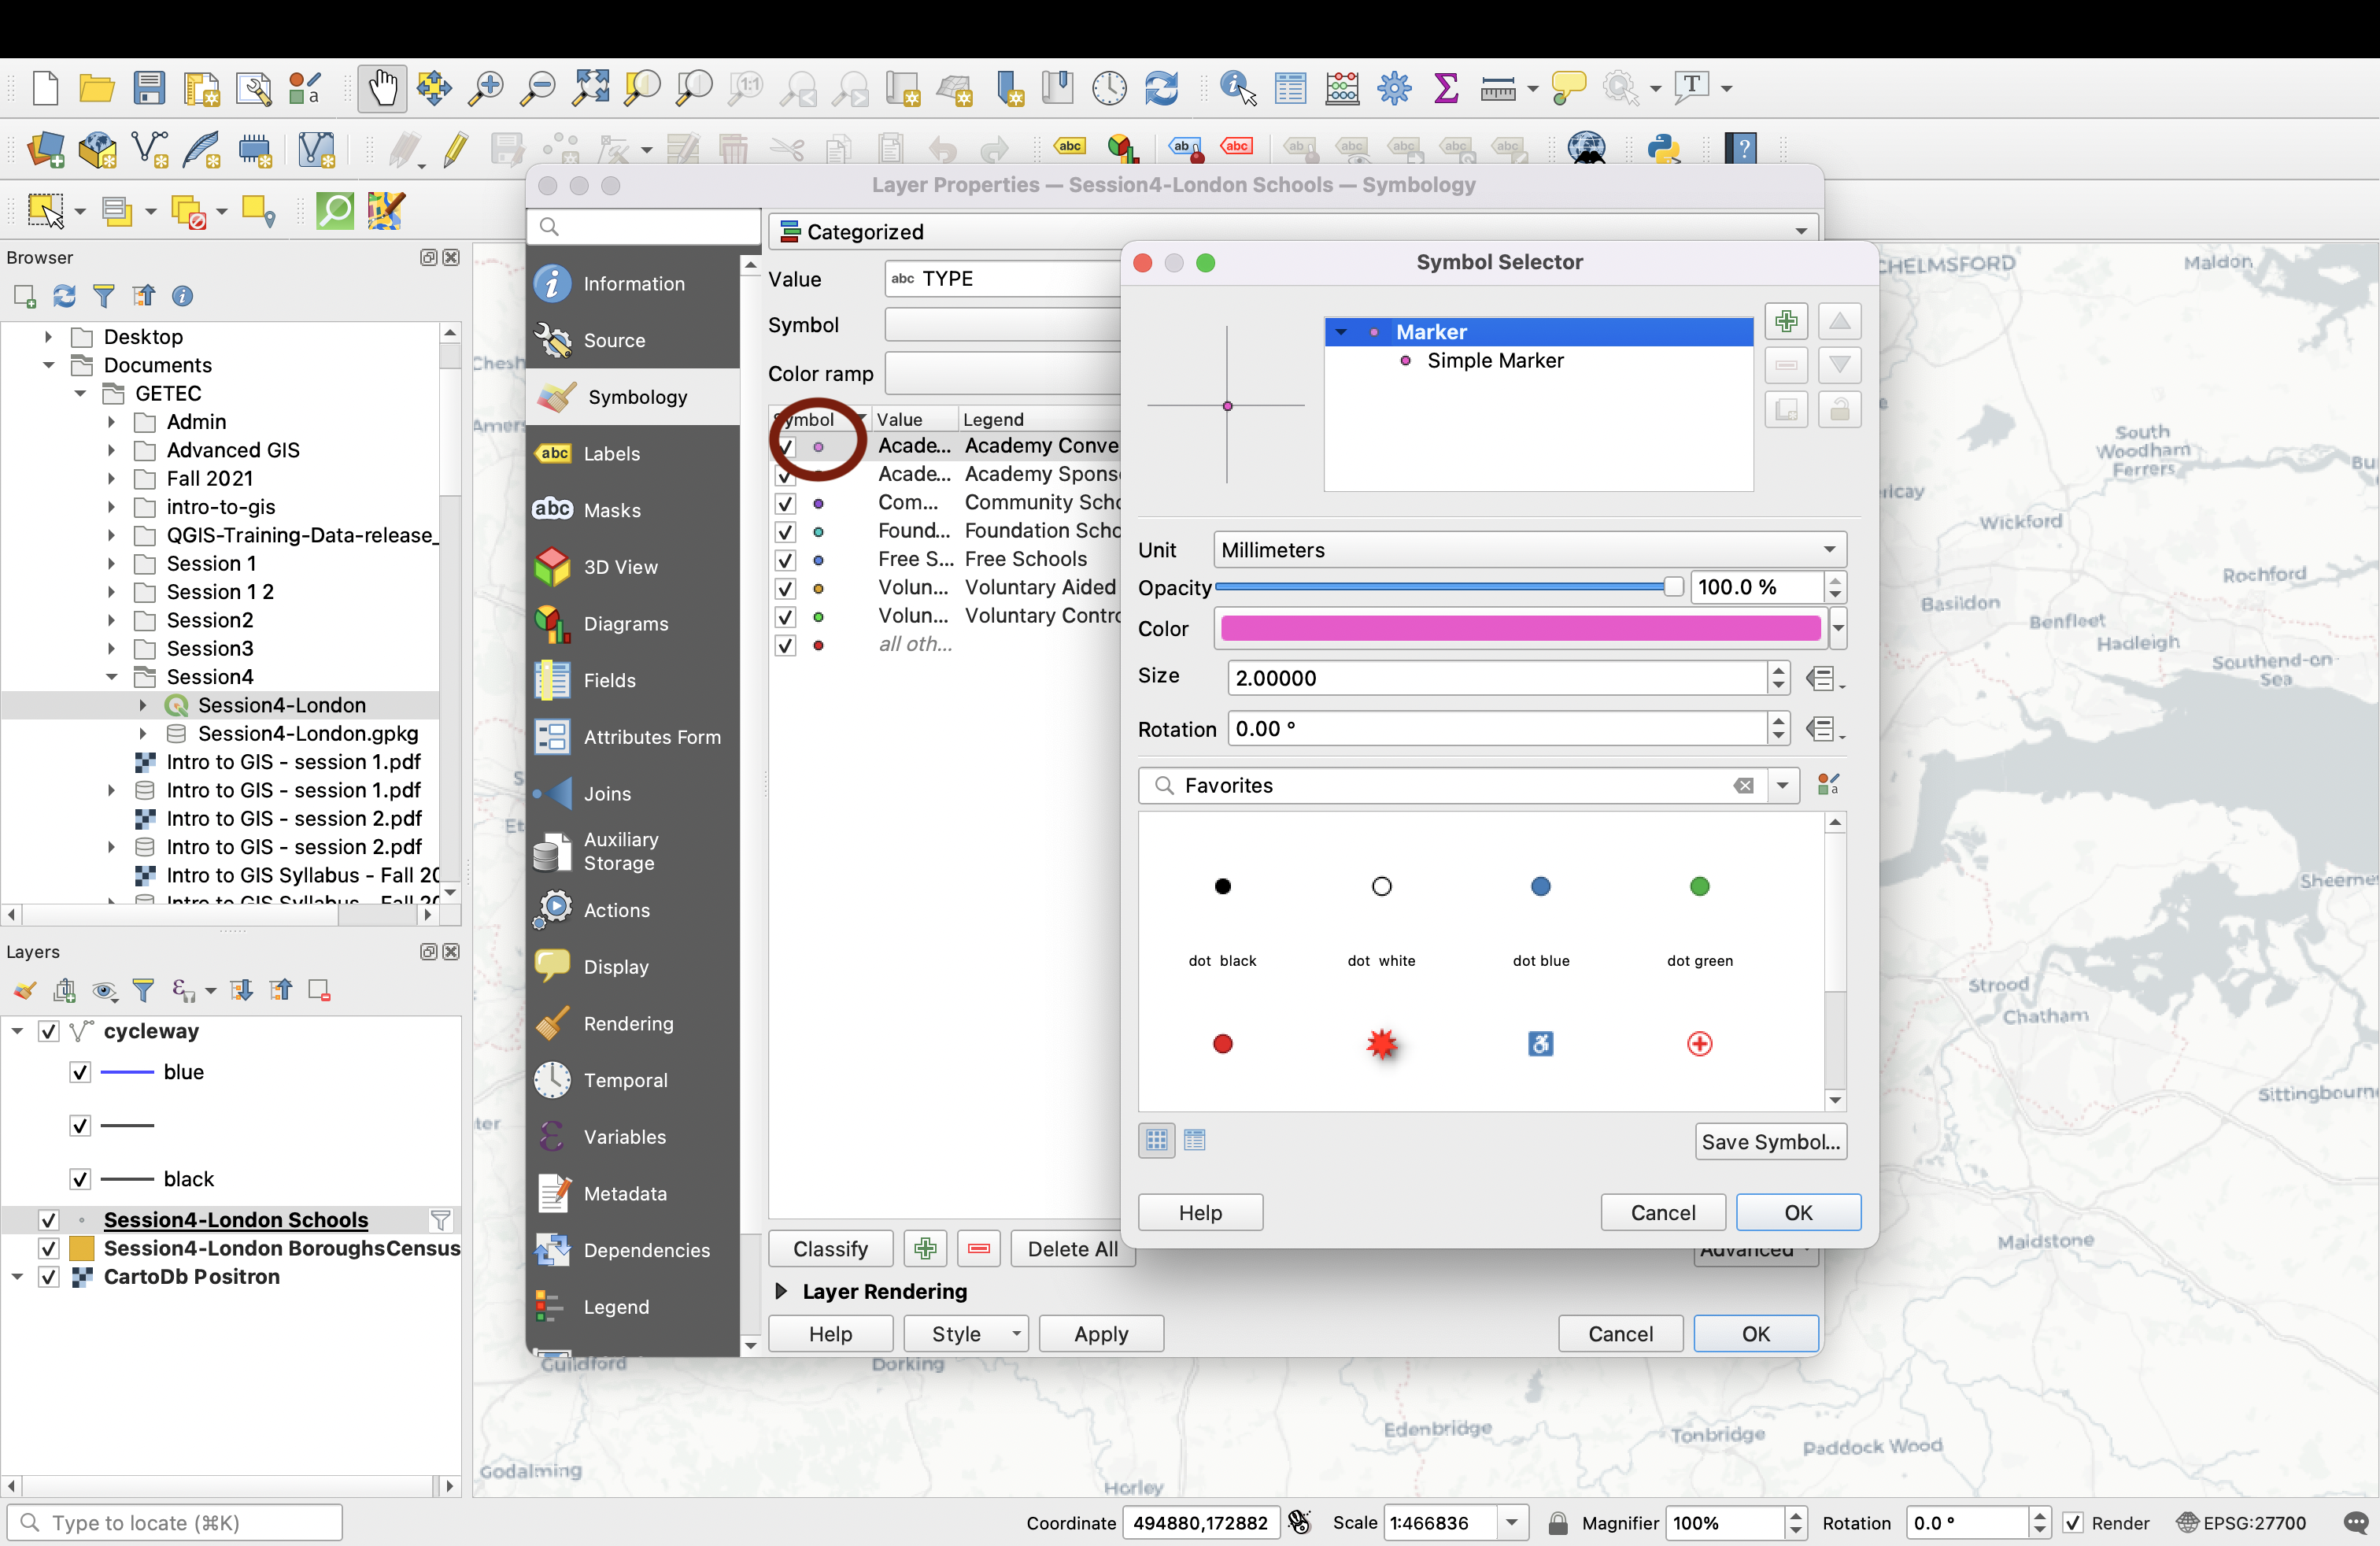 Layer Properties — Session4-London Schools — Symbology
Browser
Desktop
Documents
GETEC
Admin
Advanced GIS
Fall 2021
intro-to-gis
QGIS-Training-Data-release_
Session 1
Session 1 2
Session2
Session3
Session4
Session4-London
Session4-London.gpkg
Intro to GIS - session 1.pdf
Intro to GIS - session 1.pdf
Intro to GIS - session 2.pdf
Intro to GIS - session 2.pdf
Intro to GIS Syllabus - Fall 20
Intro to GIS Syllabus - Fall 20
Layers
cycleway
blue
black
Session4-London Schools
Session4-London BoroughsCensus
CartoDb Positron
Information
Source
Symbology
abc Labels
abc Masks
3D View
Diagrams
Fields
Attributes Form
Joins
Auxiliary
Storage
Actions
Display
Rendering
Temporal
Variables
Metadata
Dependencies
Legend
Categorized
Value abc TYPE
Symbol
Color ramp
Symbol Value Legend
Acade... Academy Conve
Acade... Academy Spons
Com... Community Scho
Found... Foundation Scho
Free S... Free Schools
Volun... Voluntary Aided
Volun... Voluntary Contro
all oth...
Classify Delete All Advanced
Layer Rendering
Help Style Apply Cancel OK
Symbol Selector
Marker
Simple Marker
Unit Millimeters
Opacity 100.0 %
Color
Size 2.00000
Rotation 0.00 °
Favorites
dot black dot white dot blue dot green
Save Symbol...
Help Cancel OK
CHELMSFORD
Maldon
South
Woodham
Ferrers
Wickford
Rochford
Basildon
Benfleet
Hadleigh
Southend-on-
Sea
Sheerness
Strood
Chatham
Sittingbourne
Maidstone
Guildford
Dorking
Edenbridge
Tonbridge
Paddock Wood
Godalming
Horley
Type to locate (⌘K)
Coordinate 494880,172882 Scale 1:466836 Magnifier 100% Rotation 0.0 ° Render EPSG:27700